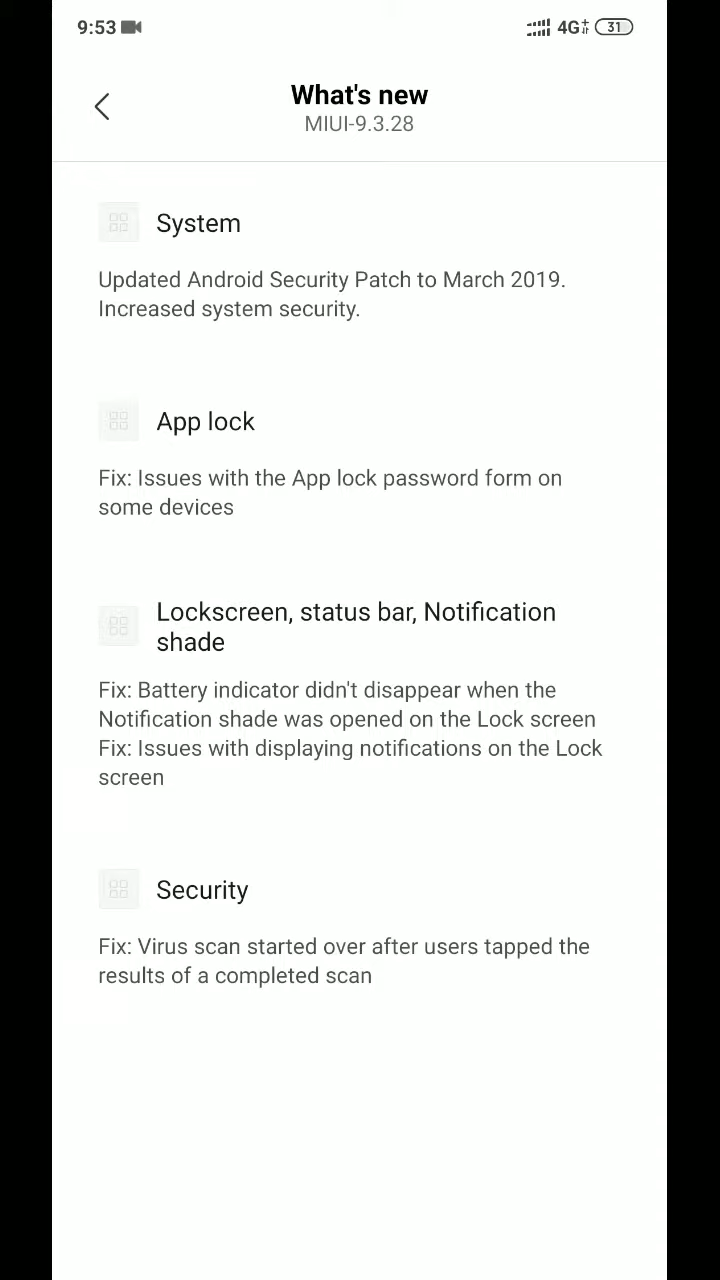 9:53 4G+ 31
What's new
MIUI-9.3.28
System
Updated Android Security Patch to March 2019.
Increased system security.
App lock
Fix: Issues with the App lock password form on
some devices
Lockscreen, status bar, Notification
shade
Fix: Battery indicator didn't disappear when the
Notification shade was opened on the Lock screen
Fix: Issues with displaying notifications on the Lock
screen
Security
Fix: Virus scan started over after users tapped the
results of a completed scan